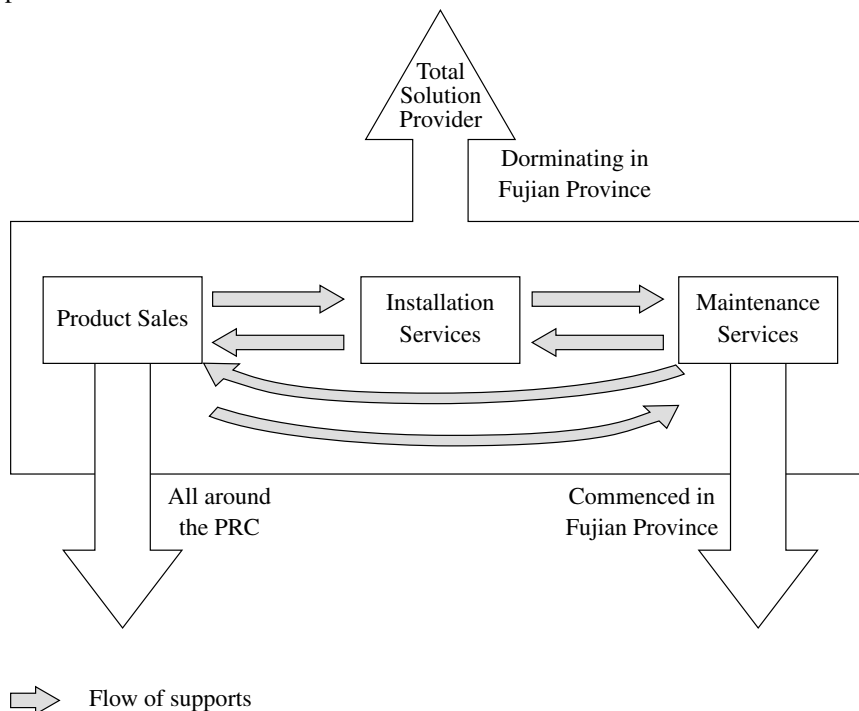 Total
Solution
Provider
Dorminating in
Fujian Province
Product Sales
Installation
Services
Maintenance
Services
All around
the PRC
Commenced in
Fujian Province
Flow of supports